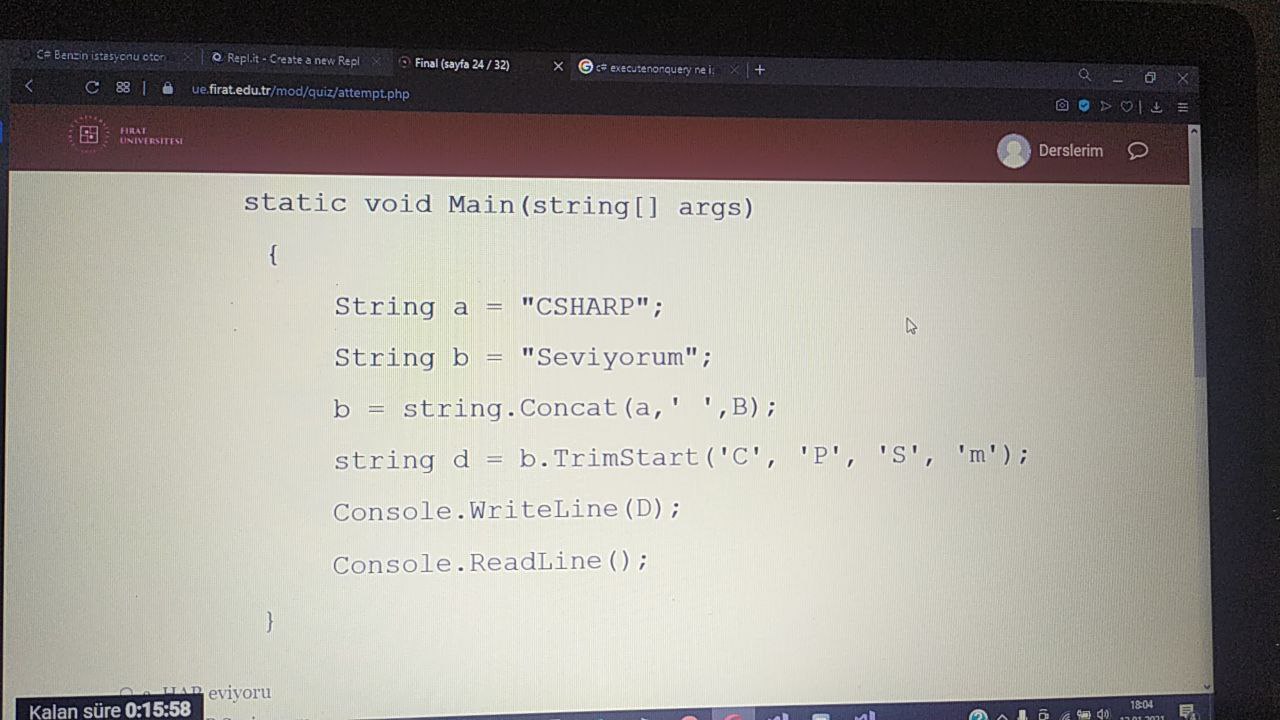 C# Benzin istasyonu oton
Repl.it - Create a new Repl
Final (sayfa 24 / 32)
c# executenonquery ne i:
ue.firat.edu.tr/mod/quiz/attempt.php
FIRAT
ÜNİVERSİTESİ
Derslerim
static void Main(string[] args)
{
String a = "CSHARP";
String b = "Seviyorum";
b = string.Concat(a,' ',B);
string d = b.TrimStart('C', 'P', 'S', 'm');
Console.WriteLine(D);
Console.ReadLine();
}
a. HAR eviyoru
Kalan süre 0:15:58
18:04